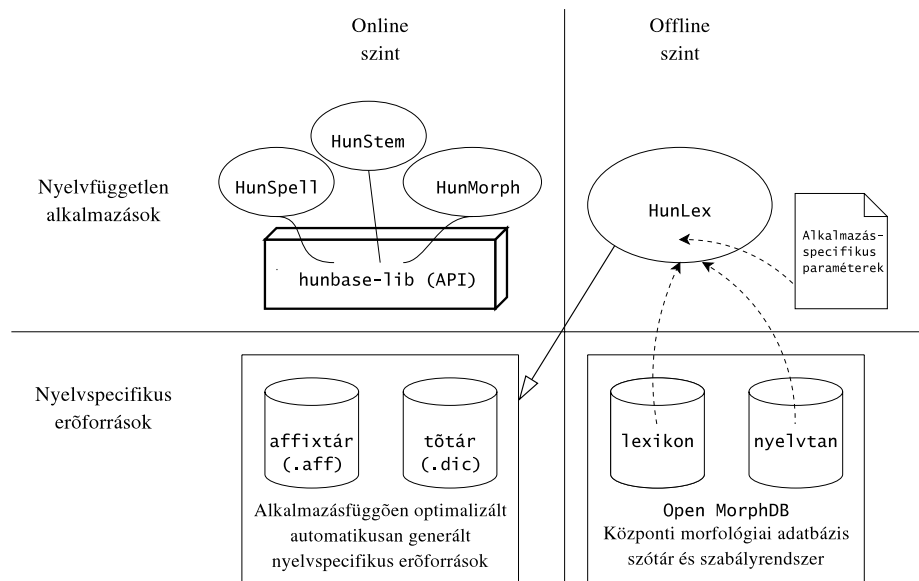 Online
szint
Offline
szint
Nyelvfüggetlen
alkalmazások
HunStem
HunSpell
HunMorph
hunbase-lib (API)
HunLex
Alkalmazás-
specifikus
paraméterek
Nyelvspecifikus
erõforrások
affixtár
(.aff)
tõtár
(.dic)
Alkalmazásfüggõen optimalizált
automatikusan generált
nyelvspecifikus erõforrások
lexikon
nyelvtan
Open MorphDB
Központi morfológiai adatbázis
szótár és szabályrendszer